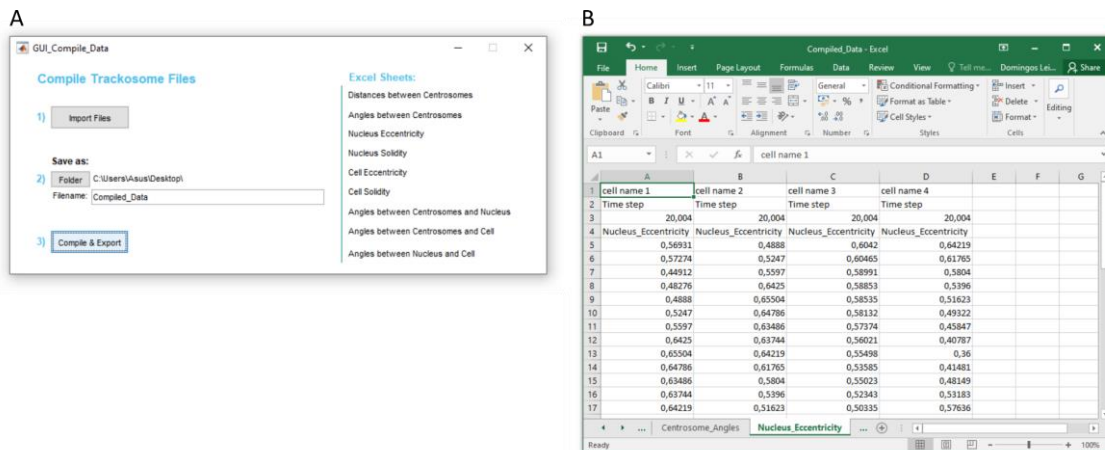 A
GUI_Compile_Data
Compile Trackosome Files
1) Import Files
Save as:
2) Folder C:\Users\Asus\Desktop\
Filename: Compiled_Data
3) Compile & Export
Excel Sheets:
Distances between Centrosomes
Angles between Centrosomes
Nucleus Eccentricity
Nucleus Solidity
Cell Eccentricity
Cell Solidity
Angles between Centrosomes and Nucleus
Angles between Centrosomes and Cell
Angles between Nucleus and Cell
B
Compiled_Data - Excel
File Home Insert Page Layout Formulas Data Review View Tell me... Domingos Lei... Share
Calibri 11 General Conditional Formatting Insert
Paste B I U A A % Format as Table Delete Editing
Cell Styles Format
Clipboard Font Alignment Number Styles Cells
A1 fx cell name 1
A B C D E F G
1 cell name 1 cell name 2 cell name 3 cell name 4
2 Time step Time step Time step Time step
3 20,004 20,004 20,004 20,004
4 Nucleus_Eccentricity Nucleus_Eccentricity Nucleus_Eccentricity Nucleus_Eccentricity
5 0,56931 0,4888 0,6042 0,64219
6 0,57274 0,5247 0,60465 0,61765
7 0,44912 0,5597 0,58991 0,5804
8 0,48276 0,6425 0,58853 0,5396
9 0,4888 0,65504 0,58535 0,51623
10 0,5247 0,64786 0,58132 0,49322
11 0,5597 0,63486 0,57374 0,45847
12 0,6425 0,63744 0,56021 0,40787
13 0,65504 0,64219 0,55498 0,36
14 0,64786 0,61765 0,53585 0,41481
15 0,63486 0,5804 0,55023 0,48149
16 0,63744 0,5396 0,52343 0,53183
17 0,64219 0,51623 0,50335 0,57636
... Centrosome_Angles Nucleus_Eccentricity ...
Ready 100%